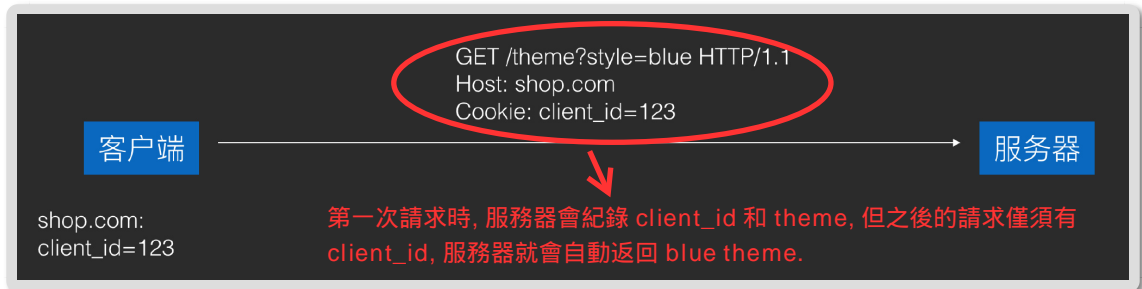 GET /theme?style=blue HTTP/1.1
Host: shop.com
Cookie: client_id=123
客户端
服务器
shop.com:
client_id=123
第一次請求時, 服務器會紀錄 client_id 和 theme, 但之後的請求僅須有
client_id, 服務器就會自動返回 blue theme.